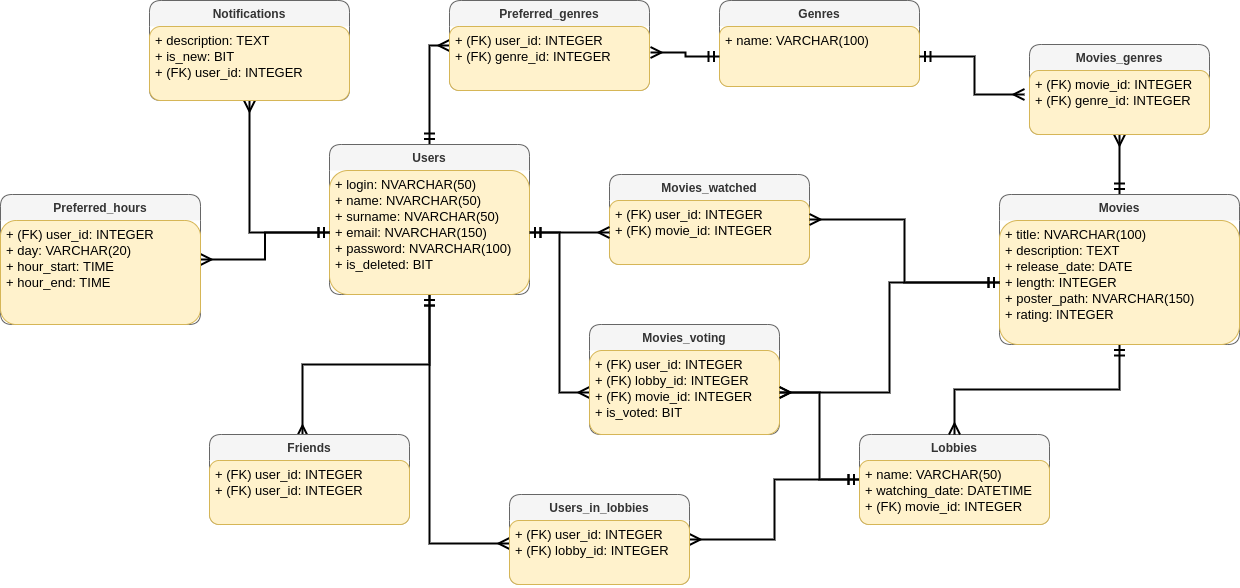 Notifications
+ description: TEXT
+ is_new: BIT
+ (FK) user_id: INTEGER
Preferred_genres
+ (FK) user_id: INTEGER
+ (FK) genre_id: INTEGER
Genres
+ name: VARCHAR(100)
Movies_genres
+ (FK) movie_id: INTEGER
+ (FK) genre_id: INTEGER
Preferred_hours
+ (FK) user_id: INTEGER
+ day: VARCHAR(20)
+ hour_start: TIME
+ hour_end: TIME
Users
+ login: NVARCHAR(50)
+ name: NVARCHAR(50)
+ surname: NVARCHAR(50)
+ email: NVARCHAR(150)
+ password: NVARCHAR(100)
+ is_deleted: BIT
Movies_watched
+ (FK) user_id: INTEGER
+ (FK) movie_id: INTEGER
Movies
+ title: NVARCHAR(100)
+ description: TEXT
+ release_date: DATE
+ length: INTEGER
+ poster_path: NVARCHAR(150)
+ rating: INTEGER
Movies_voting
+ (FK) user_id: INTEGER
+ (FK) lobby_id: INTEGER
+ (FK) movie_id: INTEGER
+ is_voted: BIT
Friends
+ (FK) user_id: INTEGER
+ (FK) user_id: INTEGER
Users_in_lobbies
+ (FK) user_id: INTEGER
+ (FK) lobby_id: INTEGER
Lobbies
+ name: VARCHAR(50)
+ watching_date: DATETIME
+ (FK) movie_id: INTEGER